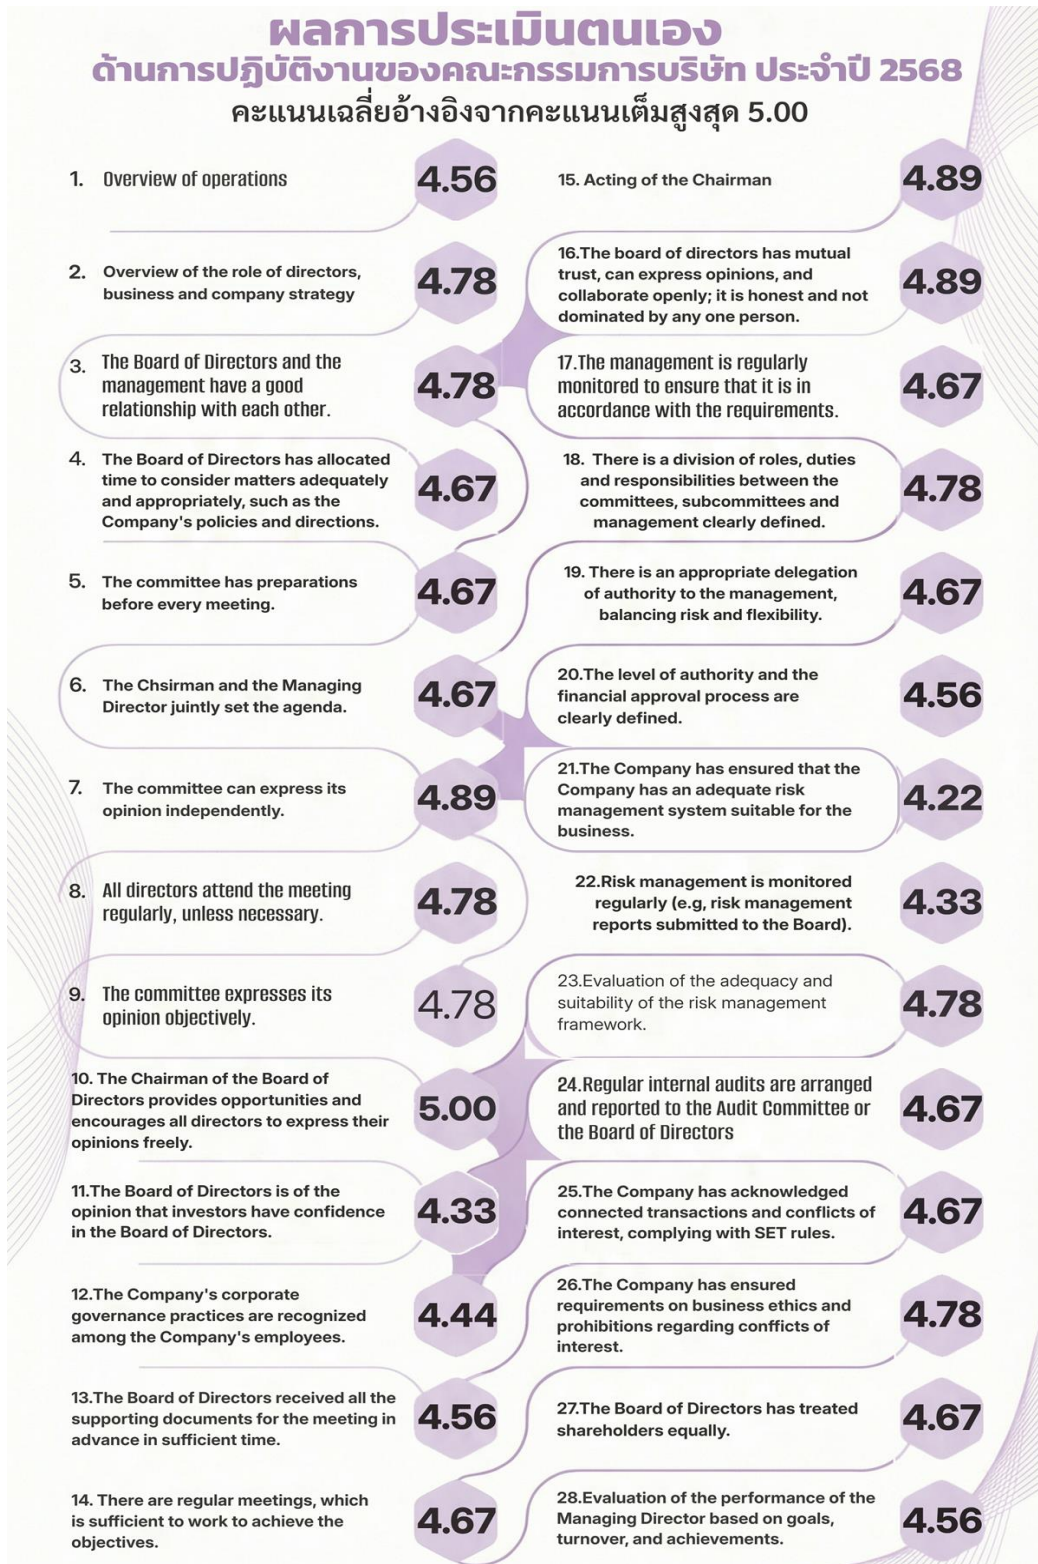 ผลการประเมินตนเอง
ด้านการปฏิบัติงานของคณะกรรมการบริษัท ประจำปี 2568
คะแนนเฉลี่ยอ้างอิงจากคะแนนเต็มสูงสุด 5.00
1. Overview of operations
4.56
2. Overview of the role of directors,
business and company strategy
4.78
3. The Board of Directors and the
management have a good
relationship with each other.
4.78
4. The Board of Directors has allocated
time to consider matters adequately
and appropriately, such as the
Company's policies and directions.
4.67
5. The committee has preparations
before every meeting.
4.67
6. The Chsirman and the Managing
Director juintly set the agenda.
4.67
7. The committee can express its
opinion independently.
4.89
8. All directors attend the meeting
regularly, unless necessary.
4.78
9. The committee expresses its
opinion objectively.
4.78
10. The Chairman of the Board of
Directors provides opportunities and
encourages all directors to express their
opinions freely.
5.00
11.The Board of Directors is of the
opinion that investors have confidence
in the Board of Directors.
4.33
12.The Company's corporate
governance practices are recognized
among the Company's employees.
4.44
13.The Board of Directors received all the
supporting documents for the meeting in
advance in sufficient time.
4.56
14. There are regular meetings, which
is sufficient to work to achieve the
objectives.
4.67
15. Acting of the Chairman
4.89
16.The board of directors has mutual
trust, can express opinions, and
collaborate openly; it is honest and not
dominated by any one person.
4.89
17.The management is regularly
monitored to ensure that it is in
accordance with the requirements.
4.67
18. There is a division of roles, duties
and responsibilities between the
committees, subcommittees and
management clearly defined.
4.78
19. There is an appropriate delegation
of authority to the management,
balancing risk and flexibility.
4.67
20.The level of authority and the
financial approval process are
clearly defined.
4.56
21.The Company has ensured that the
Company has an adequate risk
management system suitable for the
business.
4.22
22.Risk management is monitored
regularly (e.g, risk management
reports submitted to the Board).
4.33
23.Evaluation of the adequacy and
suitability of the risk management
framework.
4.78
24.Regular internal audits are arranged
and reported to the Audit Committee or
the Board of Directors
4.67
25.The Company has acknowledged
connected transactions and conflicts of
interest, complying with SET rules.
4.67
26.The Company has ensured
requirements on business ethics and
prohibitions regarding confficts of
interest.
4.78
27.The Board of Directors has treated
shareholders equally.
4.67
28.Evaluation of the performance of the
Managing Director based on goals,
turnover, and achievements.
4.56